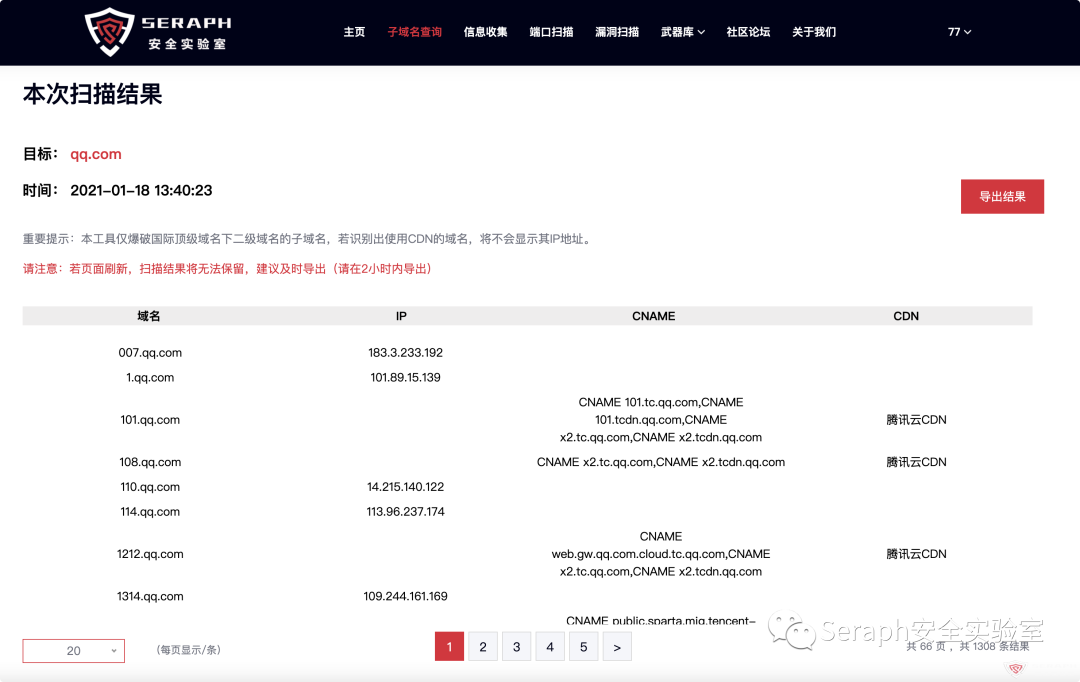 SERAPH
安全实验室
主页 子域名查询 信息收集 端口扫描 漏洞扫描 武器库 社区论坛 关于我们 77
本次扫描结果
目标： qq.com
时间： 2021-01-18 13:40:23
导出结果
重要提示：本工具仅爆破国际顶级域名下二级域名的子域名，若识别出使用CDN的域名，将不会显示其IP地址。
请注意：若页面刷新，扫描结果将无法保留，建议及时导出（请在2小时内导出）
域名 IP CNAME CDN
007.qq.com 183.3.233.192
1.qq.com 101.89.15.139
CNAME 101.tc.qq.com,CNAME
101.qq.com 101.tcdn.qq.com,CNAME 腾讯云CDN
x2.tc.qq.com,CNAME x2.tcdn.qq.com
108.qq.com CNAME x2.tc.qq.com,CNAME x2.tcdn.qq.com 腾讯云CDN
110.qq.com 14.215.140.122
114.qq.com 113.96.237.174
CNAME
1212.qq.com web.gw.qq.com.cloud.tc.qq.com,CNAME 腾讯云CDN
x2.tc.qq.com,CNAME x2.tcdn.qq.com
1314.qq.com 109.244.161.169
CNAME public.sparta.mig.tencent-
Seraph安全实验室
20 （每页显示/条） 1 2 3 4 5 > 共 66 页 ，共 1308 条结果